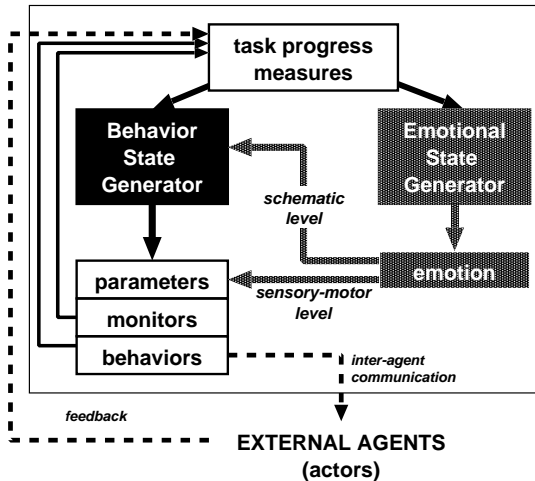 task progress
measures
Behavior
State
Generator
Emotional
State
Generator
schematic
level
emotion
parameters
sensory-motor
level
monitors
behaviors
inter-agent
communication
feedback
EXTERNAL AGENTS
(actors)